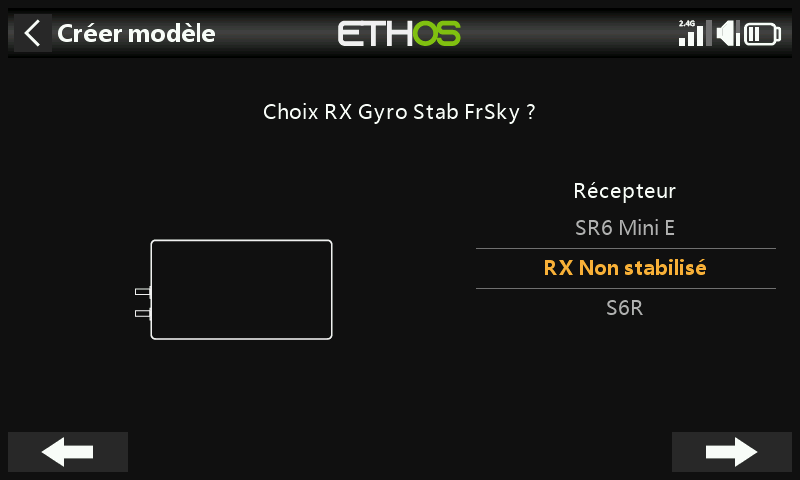 Créer modèle
ETHOS
2.4G
Choix RX Gyro Stab FrSky ?
Récepteur
SR6 Mini E
RX Non stabilisé
S6R